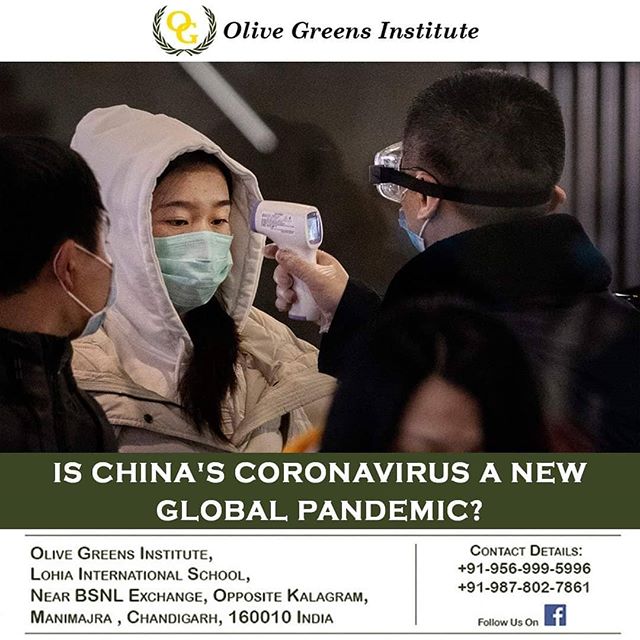 OG
Olive Greens Institute
IS CHINA'S CORONAVIRUS A NEW
GLOBAL PANDEMIC?
OLIVE GREENS INSTITUTE,
LOHIA INTERNATIONAL SCHOOL,
NEAR BSNL EXCHANGE, OPPOSITE KALAGRAM,
MANIMAJRA , CHANDIGARH, 160010 INDIA
CONTACT DETAILS:
+91-956-999-5996
+91-987-802-7861
FOLLOW US ON f